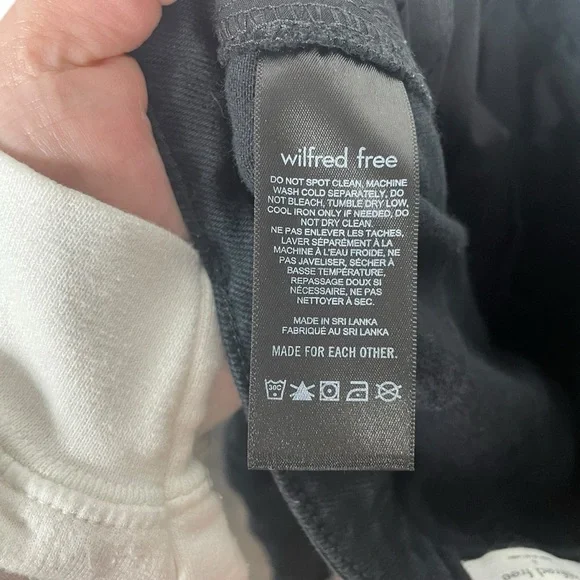 wilfred free
DO NOT SPOT CLEAN, MACHINE
WASH COLD SEPARATELY, DO
NOT BLEACH, TUMBLE DRY LOW,
COOL IRON ONLY IF NEEDED, DO
NOT DRY CLEAN.
NE PAS ENLEVER LES TACHES,
LAVER SÉPARÉMENT À LA
MACHINE À L'EAU FROIDE, NE
PAS JAVELISER, SÉCHER À
BASSE TEMPÉRATURE,
REPASSAGE DOUX SI
NÉCESSAIRE, NE PAS
NETTOYER À SEC.
MADE IN SRI LANKA
FABRIQUÉ AU SRI LANKA
MADE FOR EACH OTHER.
30C
free